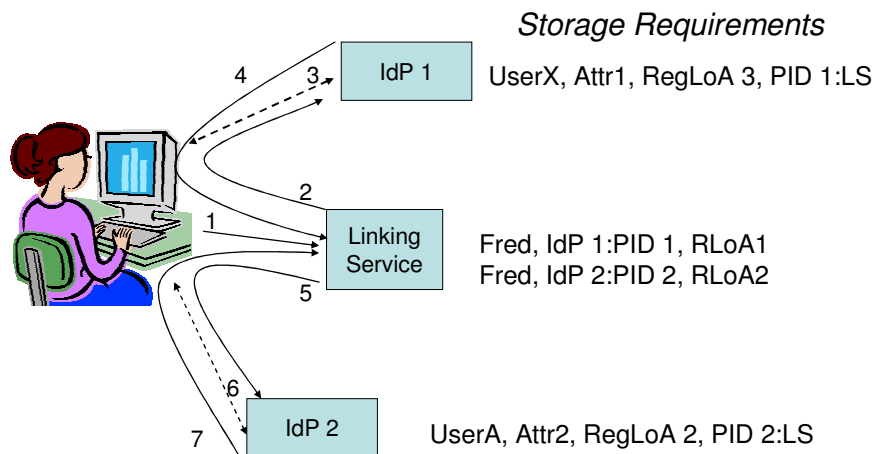 Storage Requirements
4
3
IdP 1
UserX, Attr1, RegLoA 3, PID 1:LS
2
1
Linking
Service
Fred, IdP 1:PID 1, RLoA1
Fred, IdP 2:PID 2, RLoA2
5
6
7
IdP 2
UserA, Attr2, RegLoA 2, PID 2:LS